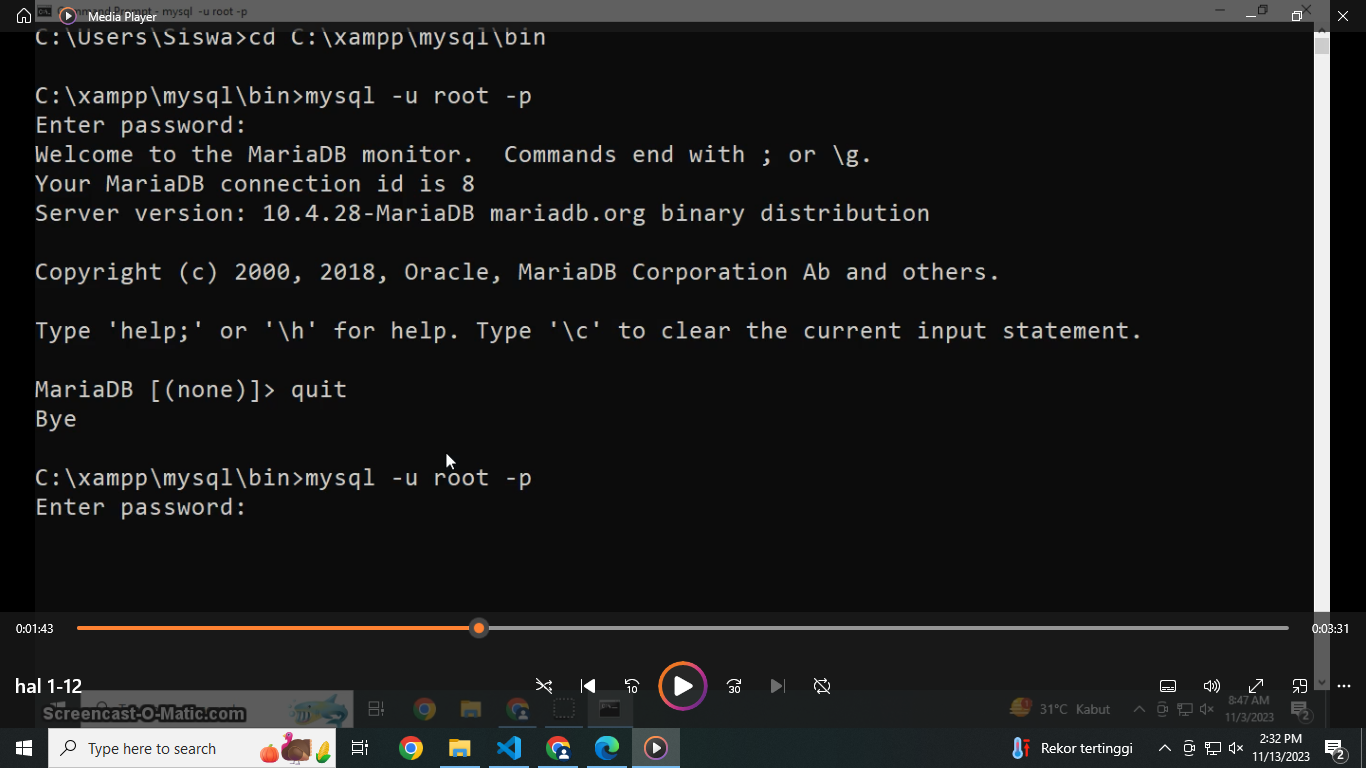 Command Prompt - mysql -u root -p
Media Player
C:\Users\Siswa>cd C:\xampp\mysql\bin
C:\xampp\mysql\bin>mysql -u root -p
Enter password:
Welcome to the MariaDB monitor.  Commands end with ; or \g.
Your MariaDB connection id is 8
Server version: 10.4.28-MariaDB mariadb.org binary distribution
Copyright (c) 2000, 2018, Oracle, MariaDB Corporation Ab and others.
Type 'help;' or '\h' for help. Type '\c' to clear the current input statement.
MariaDB [(none)]> quit
Bye
C:\xampp\mysql\bin>mysql -u root -p
Enter password:
0:01:43
0:03:31
hal 1-12
10
30
Screencast-O-Matic.com
31°C Kabut
8:47 AM
11/3/2023
2
Type here to search
Rekor tertinggi
2:32 PM
11/13/2023
2